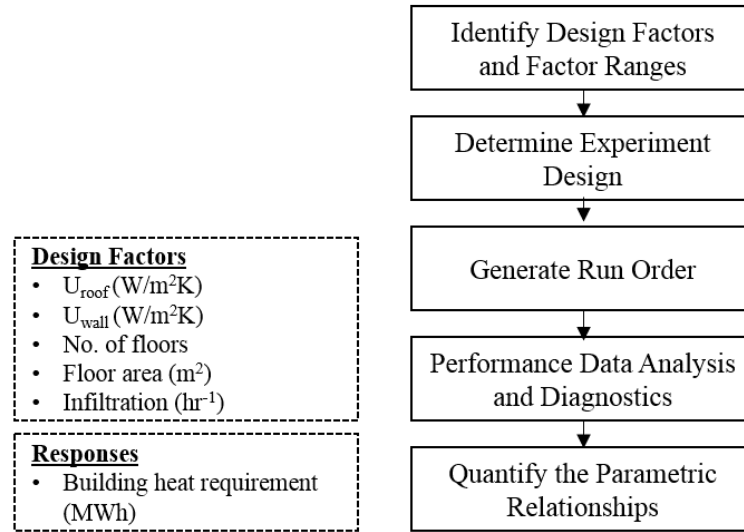 Identify Design Factors
and Factor Ranges
Determine Experiment
Design
Generate Run Order
Performance Data Analysis
and Diagnostics
Quantify the Parametric
Relationships
Design Factors
• Uroof (W/m²K)
• Uwall (W/m²K)
• No. of floors
• Floor area (m²)
• Infiltration (hr⁻¹)
Responses
• Building heat requirement
(MWh)